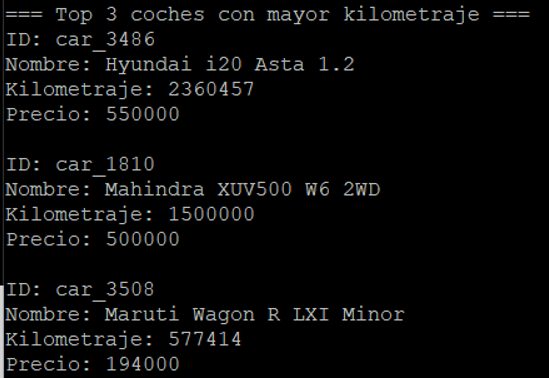 === Top 3 coches con mayor kilometraje ===
ID: car_3486
Nombre: Hyundai i20 Asta 1.2
Kilometraje: 2360457
Precio: 550000
ID: car_1810
Nombre: Mahindra XUV500 W6 2WD
Kilometraje: 1500000
Precio: 500000
ID: car_3508
Nombre: Maruti Wagon R LXI Minor
Kilometraje: 577414
Precio: 194000